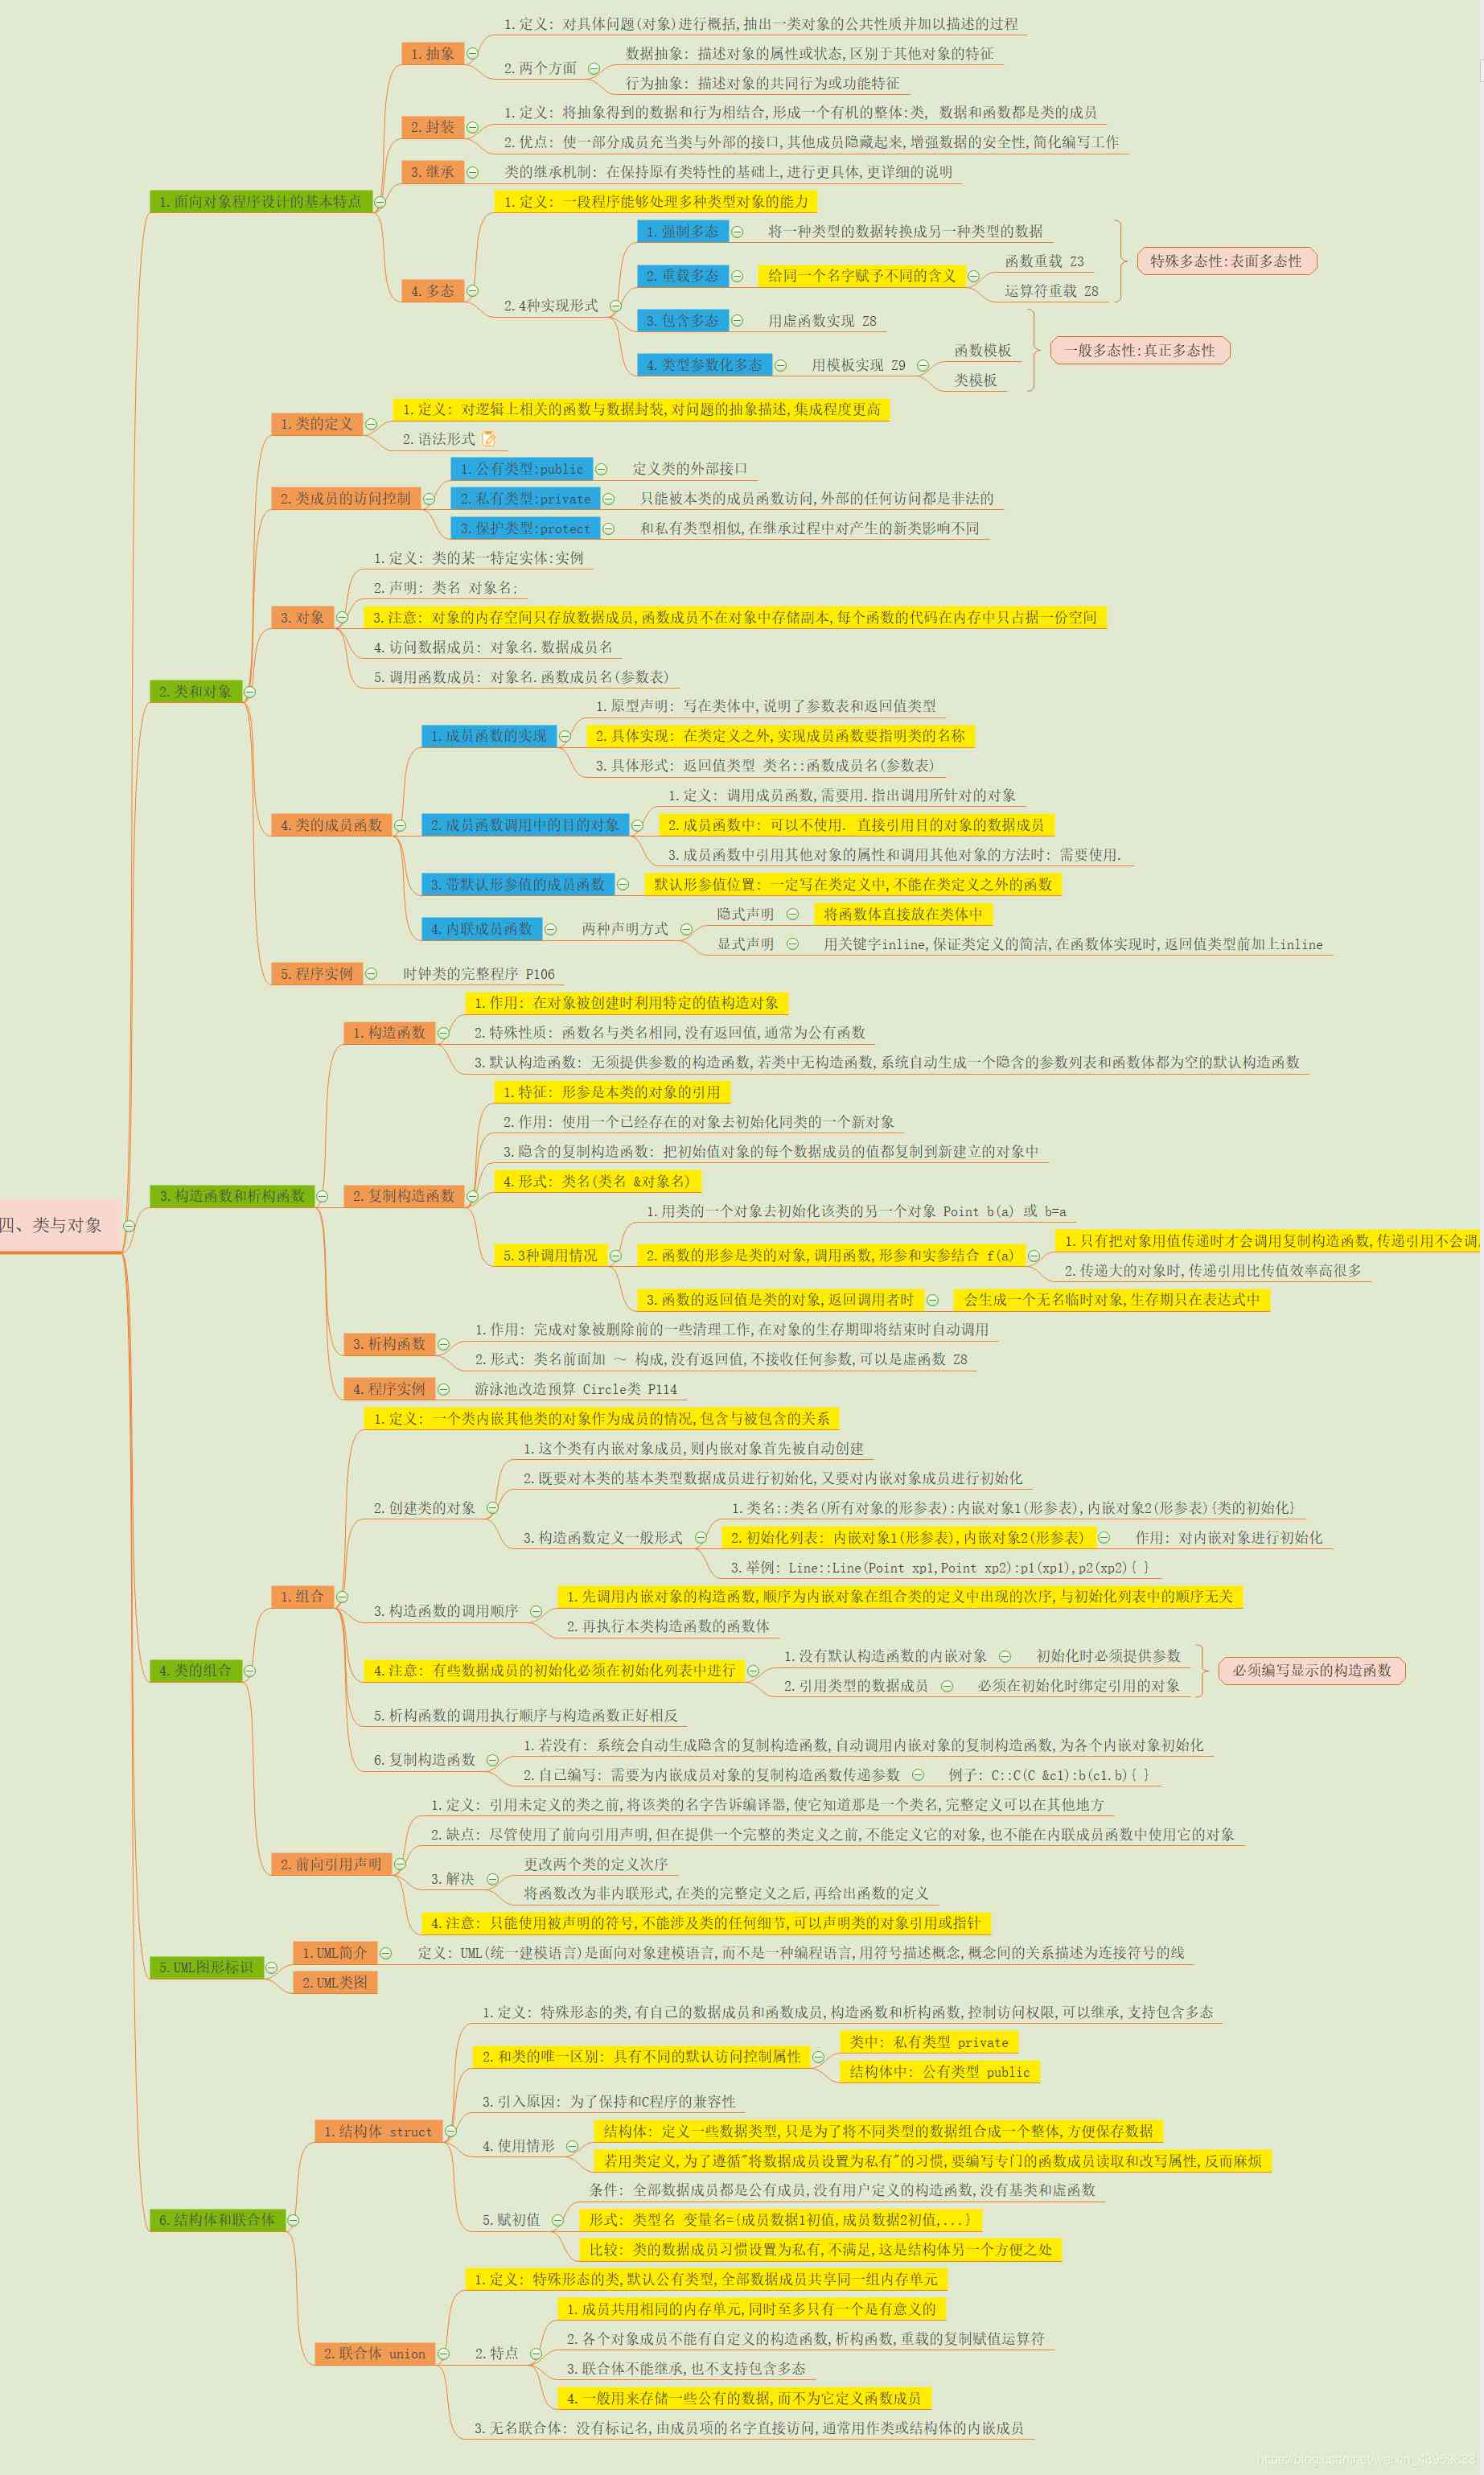 四、类与对象
1.面向对象程序设计的基本特点
1.抽象
1.定义: 对具体问题(对象)进行概括,抽出一类对象的公共性质并加以描述的过程
2.两个方面
数据抽象: 描述对象的属性或状态,区别于其他对象的特征
行为抽象: 描述对象的共同行为或功能特征
2.封装
1.定义: 将抽象得到的数据和行为相结合,形成一个有机的整体:类, 数据和函数都是类的成员
2.优点: 使一部分成员充当类与外部的接口,其他成员隐藏起来,增强数据的安全性,简化编写工作
3.继承
类的继承机制: 在保持原有类特性的基础上,进行更具体,更详细的说明
4.多态
1.定义: 一段程序能够处理多种类型对象的能力
2.4种实现形式
1.强制多态
将一种类型的数据转换成另一种类型的数据
2.重载多态
给同一个名字赋予不同的含义
函数重载 Z3
运算符重载 Z8
特殊多态性:表面多态性
3.包含多态
用虚函数实现 Z8
4.类型参数化多态
用模板实现 Z9
函数模板
类模板
一般多态性:真正多态性
2.类和对象
1.类的定义
1.定义: 对逻辑上相关的函数与数据封装,对问题的抽象描述,集成程度更高
2.语法形式
2.类成员的访问控制
1.公有类型:public
定义类的外部接口
2.私有类型:private
只能被本类的成员函数访问,外部的任何访问都是非法的
3.保护类型:protect
和私有类型相似,在继承过程中对产生的新类影响不同
3.对象
1.定义: 类的某一特定实体:实例
2.声明: 类名 对象名;
3.注意: 对象的内存空间只存放数据成员,函数成员不在对象中存储副本,每个函数的代码在内存中只占据一份空间
4.访问数据成员: 对象名.数据成员名
5.调用函数成员: 对象名.函数成员名(参数表)
4.类的成员函数
1.成员函数的实现
1.原型声明: 写在类体中,说明了参数表和返回值类型
2.具体实现: 在类定义之外,实现成员函数要指明类的名称
3.具体形式: 返回值类型 类名::函数成员名(参数表)
2.成员函数调用中的目的对象
1.定义: 调用成员函数,需要用.指出调用所针对的对象
2.成员函数中: 可以不使用. 直接引用目的对象的数据成员
3.成员函数中引用其他对象的属性和调用其他对象的方法时: 需要使用.
3.带默认形参值的成员函数
默认形参值位置: 一定写在类定义中,不能在类定义之外的函数
4.内联成员函数
两种声明方式
隐式声明
将函数体直接放在类体中
显式声明
用关键字inline,保证类定义的简洁,在函数体实现时,返回值类型前加上inline
5.程序实例
时钟类的完整程序 P106
3.构造函数和析构函数
1.构造函数
1.作用: 在对象被创建时利用特定的值构造对象
2.特殊性质: 函数名与类名相同,没有返回值,通常为公有函数
3.默认构造函数: 无须提供参数的构造函数,若类中无构造函数,系统自动生成一个隐含的参数列表和函数体都为空的默认构造函数
2.复制构造函数
1.特征: 形参是本类的对象的引用
2.作用: 使用一个已经存在的对象去初始化同类的一个新对象
3.隐含的复制构造函数: 把初始值对象的每个数据成员的值都复制到新建立的对象中
4.形式: 类名(类名 &对象名)
5.3种调用情况
1.用类的一个对象去初始化该类的另一个对象 Point b(a) 或 b=a
2.函数的形参是类的对象,调用函数,形参和实参结合 f(a)
1.只有把对象用值传递时才会调用复制构造函数,传递引用不会调
2.传递大的对象时,传递引用比传值效率高很多
3.函数的返回值是类的对象,返回调用者时
会生成一个无名临时对象,生存期只在表达式中
3.析构函数
1.作用: 完成对象被删除前的一些清理工作,在对象的生存期即将结束时自动调用
2.形式: 类名前面加 ～ 构成,没有返回值,不接收任何参数,可以是虚函数 Z8
4.程序实例
游泳池改造预算 Circle类 P114
4.类的组合
1.组合
1.定义: 一个类内嵌其他类的对象作为成员的情况,包含与被包含的关系
2.创建类的对象
1.这个类有内嵌对象成员,则内嵌对象首先被自动创建
2.既要对本类的基本类型数据成员进行初始化,又要对内嵌对象成员进行初始化
3.构造函数定义一般形式
1.类名::类名(所有对象的形参表):内嵌对象1(形参表),内嵌对象2(形参表){类的初始化}
2.初始化列表: 内嵌对象1(形参表),内嵌对象2(形参表)
作用: 对内嵌对象进行初始化
3.举例: Line::Line(Point xp1,Point xp2):p1(xp1),p2(xp2){ }
3.构造函数的调用顺序
1.先调用内嵌对象的构造函数,顺序为内嵌对象在组合类的定义中出现的次序,与初始化列表中的顺序无关
2.再执行本类构造函数的函数体
4.注意: 有些数据成员的初始化必须在初始化列表中进行
1.没有默认构造函数的内嵌对象
初始化时必须提供参数
2.引用类型的数据成员
必须在初始化时绑定引用的对象
必须编写显示的构造函数
5.析构函数的调用执行顺序与构造函数正好相反
6.复制构造函数
1.若没有: 系统会自动生成隐含的复制构造函数,自动调用内嵌对象的复制构造函数,为各个内嵌对象初始化
2.自己编写: 需要为内嵌成员对象的复制构造函数传递参数
例子: C::C(C &c1):b(c1.b){ }
2.前向引用声明
1.定义: 引用未定义的类之前,将该类的名字告诉编译器,使它知道那是一个类名,完整定义可以在其他地方
2.缺点: 尽管使用了前向引用声明,但在提供一个完整的类定义之前,不能定义它的对象,也不能在内联成员函数中使用它的对象
3.解决
更改两个类的定义次序
将函数改为非内联形式,在类的完整定义之后,再给出函数的定义
4.注意: 只能使用被声明的符号,不能涉及类的任何细节,可以声明类的对象引用或指针
5.UML图形标识
1.UML简介
定义: UML(统一建模语言)是面向对象建模语言,而不是一种编程语言,用符号描述概念,概念间的关系描述为连接符号的线
2.UML类图
6.结构体和联合体
1.结构体 struct
1.定义: 特殊形态的类,有自己的数据成员和函数成员,构造函数和析构函数,控制访问权限,可以继承,支持包含多态
2.和类的唯一区别: 具有不同的默认访问控制属性
类中: 私有类型 private
结构体中: 公有类型 public
3.引入原因: 为了保持和C程序的兼容性
4.使用情形
结构体: 定义一些数据类型,只是为了将不同类型的数据组合成一个整体,方便保存数据
若用类定义,为了遵循"将数据成员设置为私有"的习惯,要编写专门的函数成员读取和改写属性,反而麻烦
5.赋初值
条件: 全部数据成员都是公有成员,没有用户定义的构造函数,没有基类和虚函数
形式: 类型名 变量名={成员数据1初值,成员数据2初值,...}
比较: 类的数据成员习惯设置为私有,不满足,这是结构体另一个方便之处
2.联合体 union
1.定义: 特殊形态的类,默认公有类型,全部数据成员共享同一组内存单元
2.特点
1.成员共用相同的内存单元,同时至多只有一个是有意义的
2.各个对象成员不能有自定义的构造函数,析构函数,重载的复制赋值运算符
3.联合体不能继承,也不支持包含多态
4.一般用来存储一些公有的数据,而不为它定义函数成员
3.无名联合体: 没有标记名,由成员项的名字直接访问,通常用作类或结构体的内嵌成员